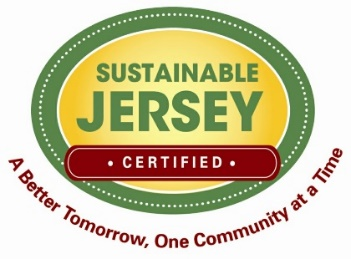 SUSTAINABLE
JERSEY
• CERTIFIED •
A Better Tomorrow, One Community at a Time